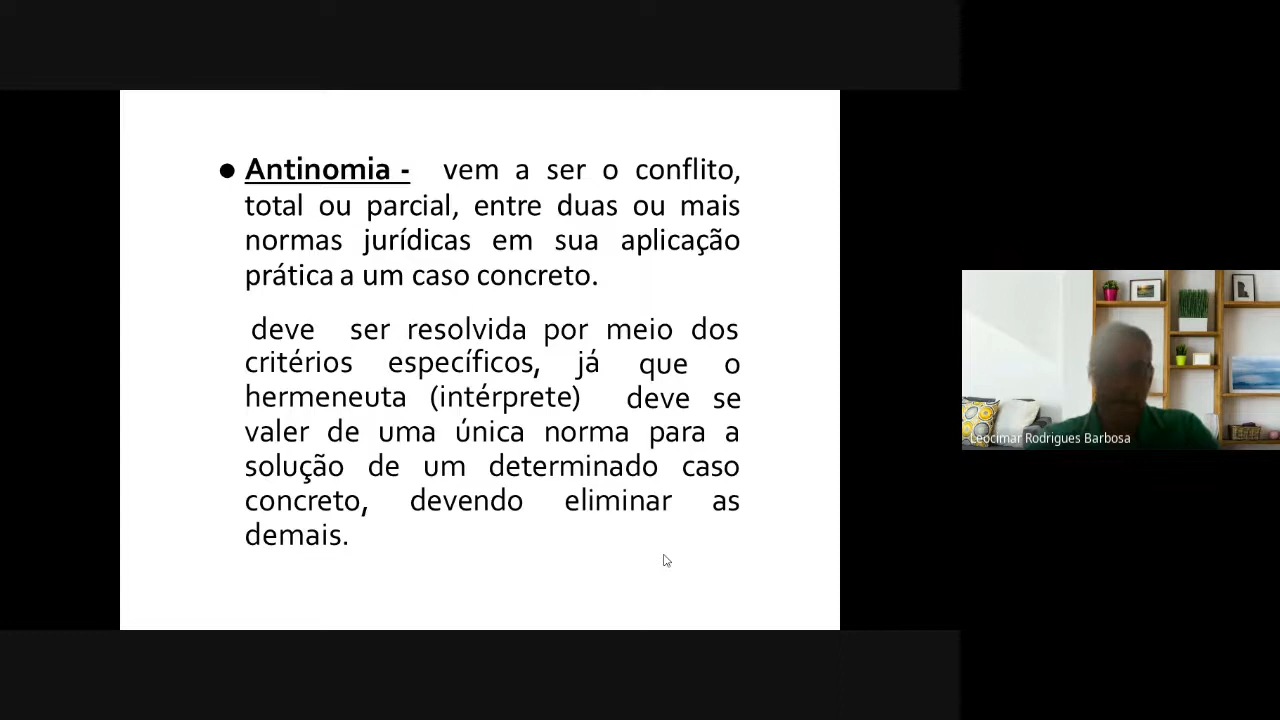 ● Antinomia - vem a ser o conflito,
total ou parcial, entre duas ou mais
normas jurídicas em sua aplicação
prática a um caso concreto.
deve ser resolvida por meio dos
critérios específicos, já que o
hermeneuta (intérprete) deve se
valer de uma única norma para a
solução de um determinado caso
concreto, devendo eliminar as
demais.
Leocimar Rodrigues Barbosa